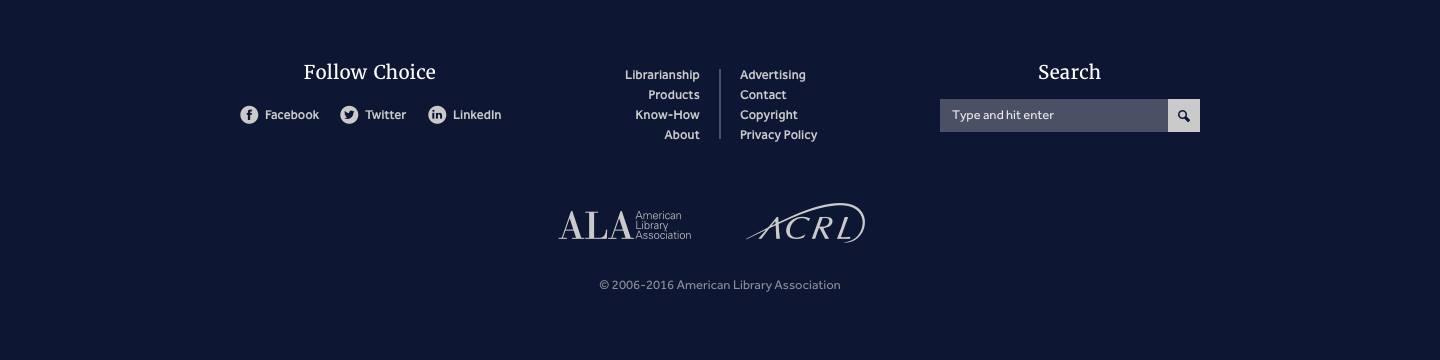 Follow Choice
Facebook
Twitter
LinkedIn
Librarianship
Products
Know-How
About
Advertising
Contact
Copyright
Privacy Policy
Search
Type and hit enter
ALA
American
Library
Association
ACRL
© 2006-2016 American Library Association